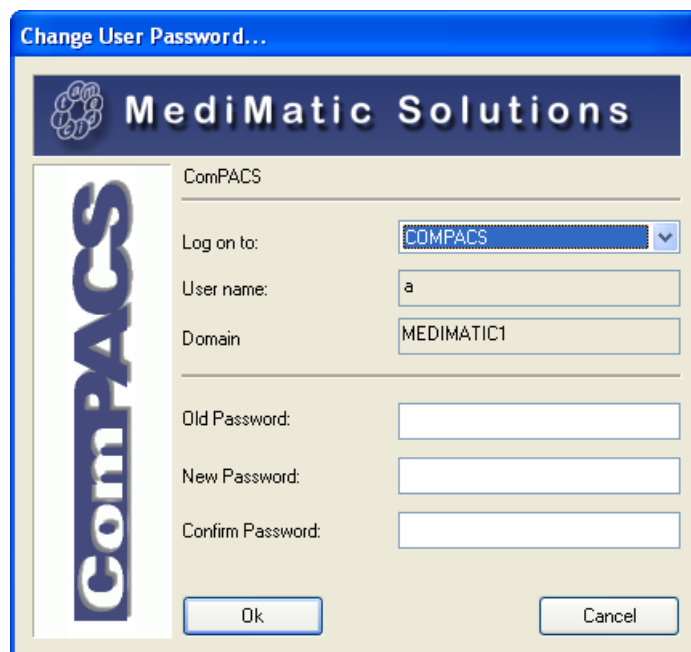 Change User Password...
MediMatic Solutions
ComPACS
ComPACS
Log on to: COMPACS
User name: a
Domain MEDIMATIC1
Old Password:
New Password:
Confirm Password:
Ok Cancel